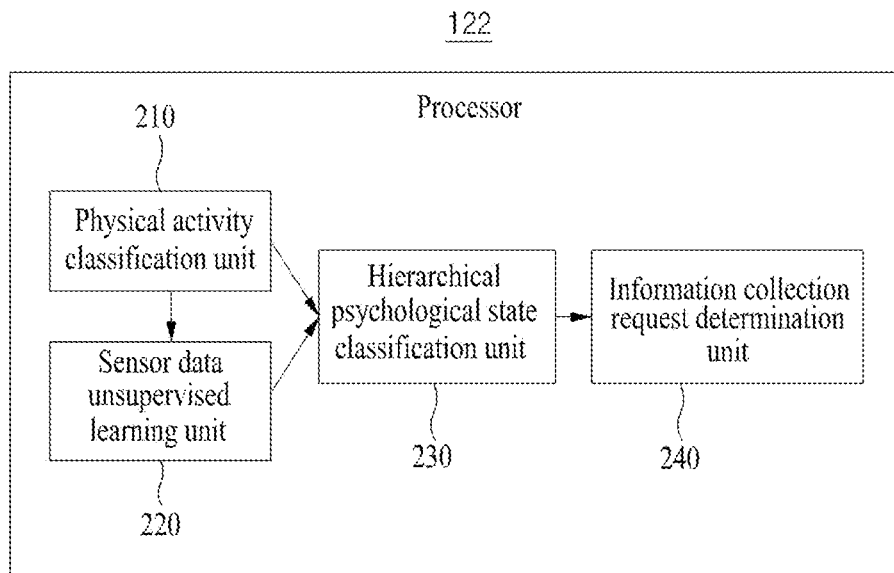 122
Processor
210
Physical activity
classification unit
Sensor data
unsupervised
learning unit
220
Hierarchical
psychological state
classification unit
230
Information collection
request determination
unit
240